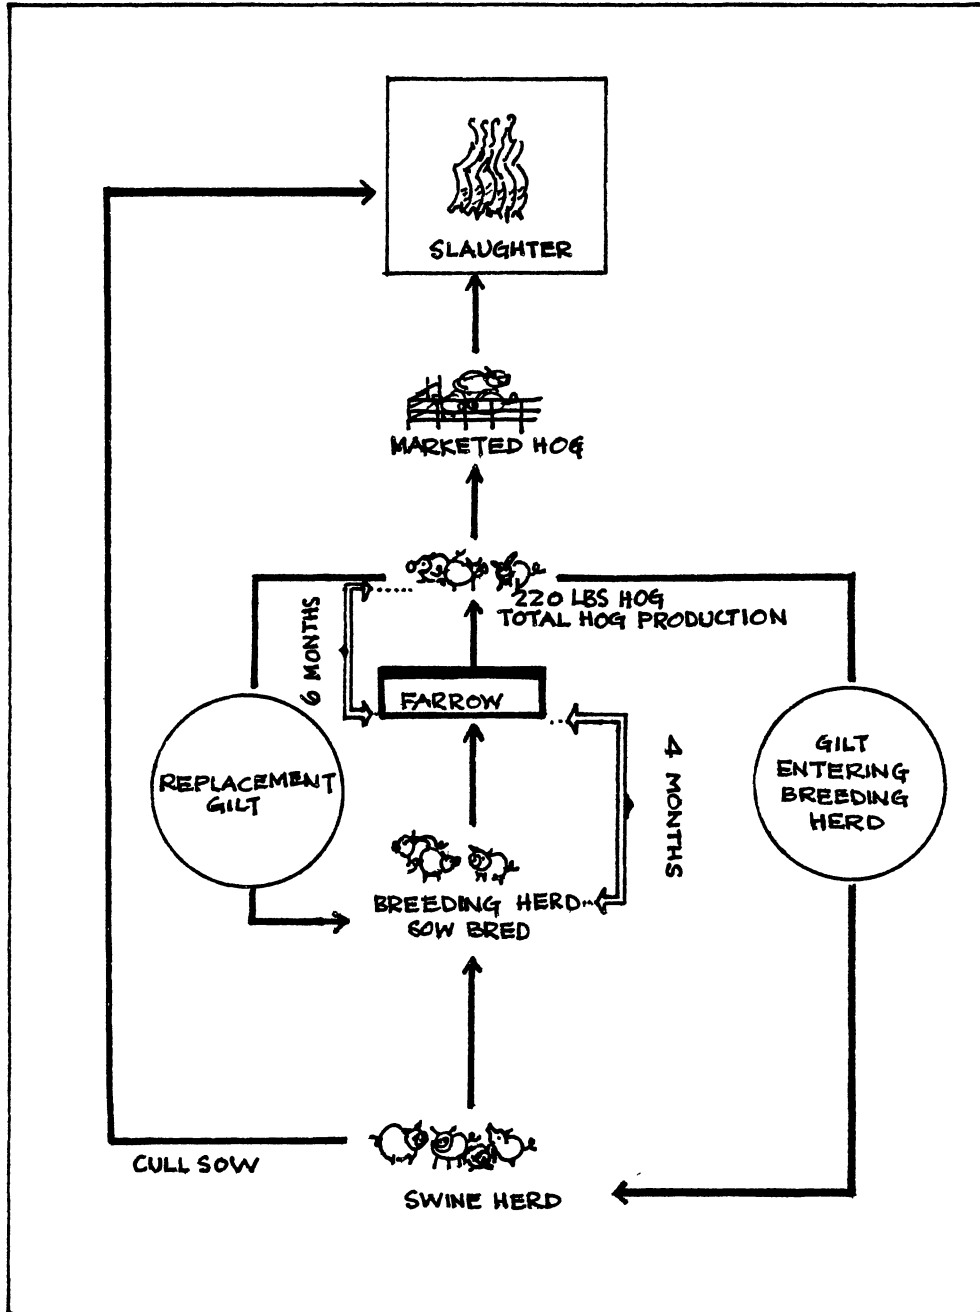 SLAUGHTER
MARKETED HOG
220 LBS HOG
TOTAL HOG PRODUCTION
6 MONTHS
FARROW
4 MONTHS
REPLACEMENT
GILT
GILT
ENTERING
BREEDING
HERD
BREEDING HERD
SOW BRED
CULL SOW
SWINE HERD